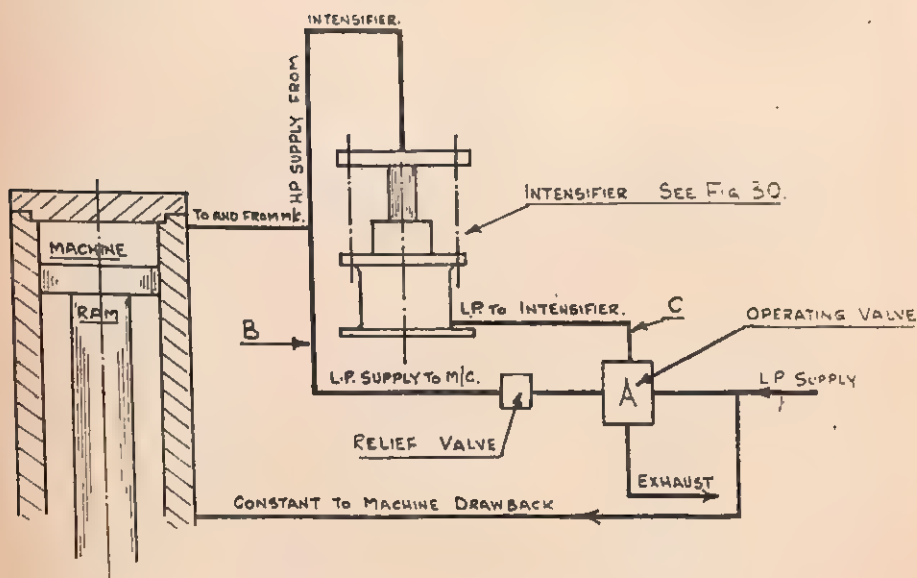 INTENSIFIER.
HP SUPPLY FROM
TO AND FROM M/C.
INTENSIFIER SEE FIG 30.
MACHINE
RAM
L.P. TO INTENSIFIER.
C
OPERATING VALVE
B
L.P. SUPPLY TO M/C.
A
LP SUPPLY
RELIEF VALVE
EXHAUST
CONSTANT TO MACHINE DRAWBACK